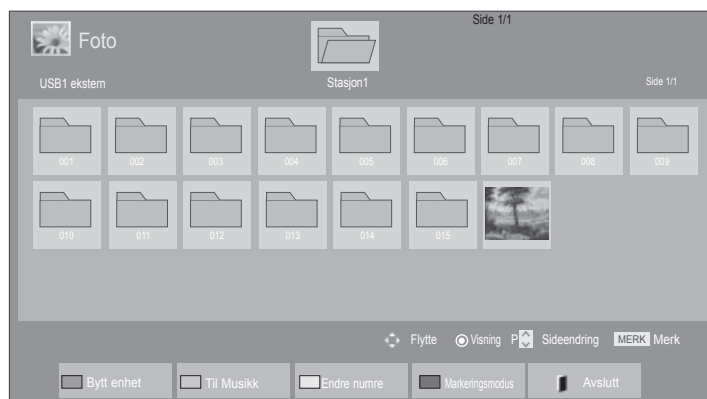 Side 1/1
Foto
USB1 ekstern
Stasjon1
Side 1/1
001 002 003 004 005 006 007 008 009
010 011 012 013 014 015
Flytte Visning P Sideendring MERK Merk
Bytt enhet Til Musikk Endre numre Markeringsmodus Avslutt